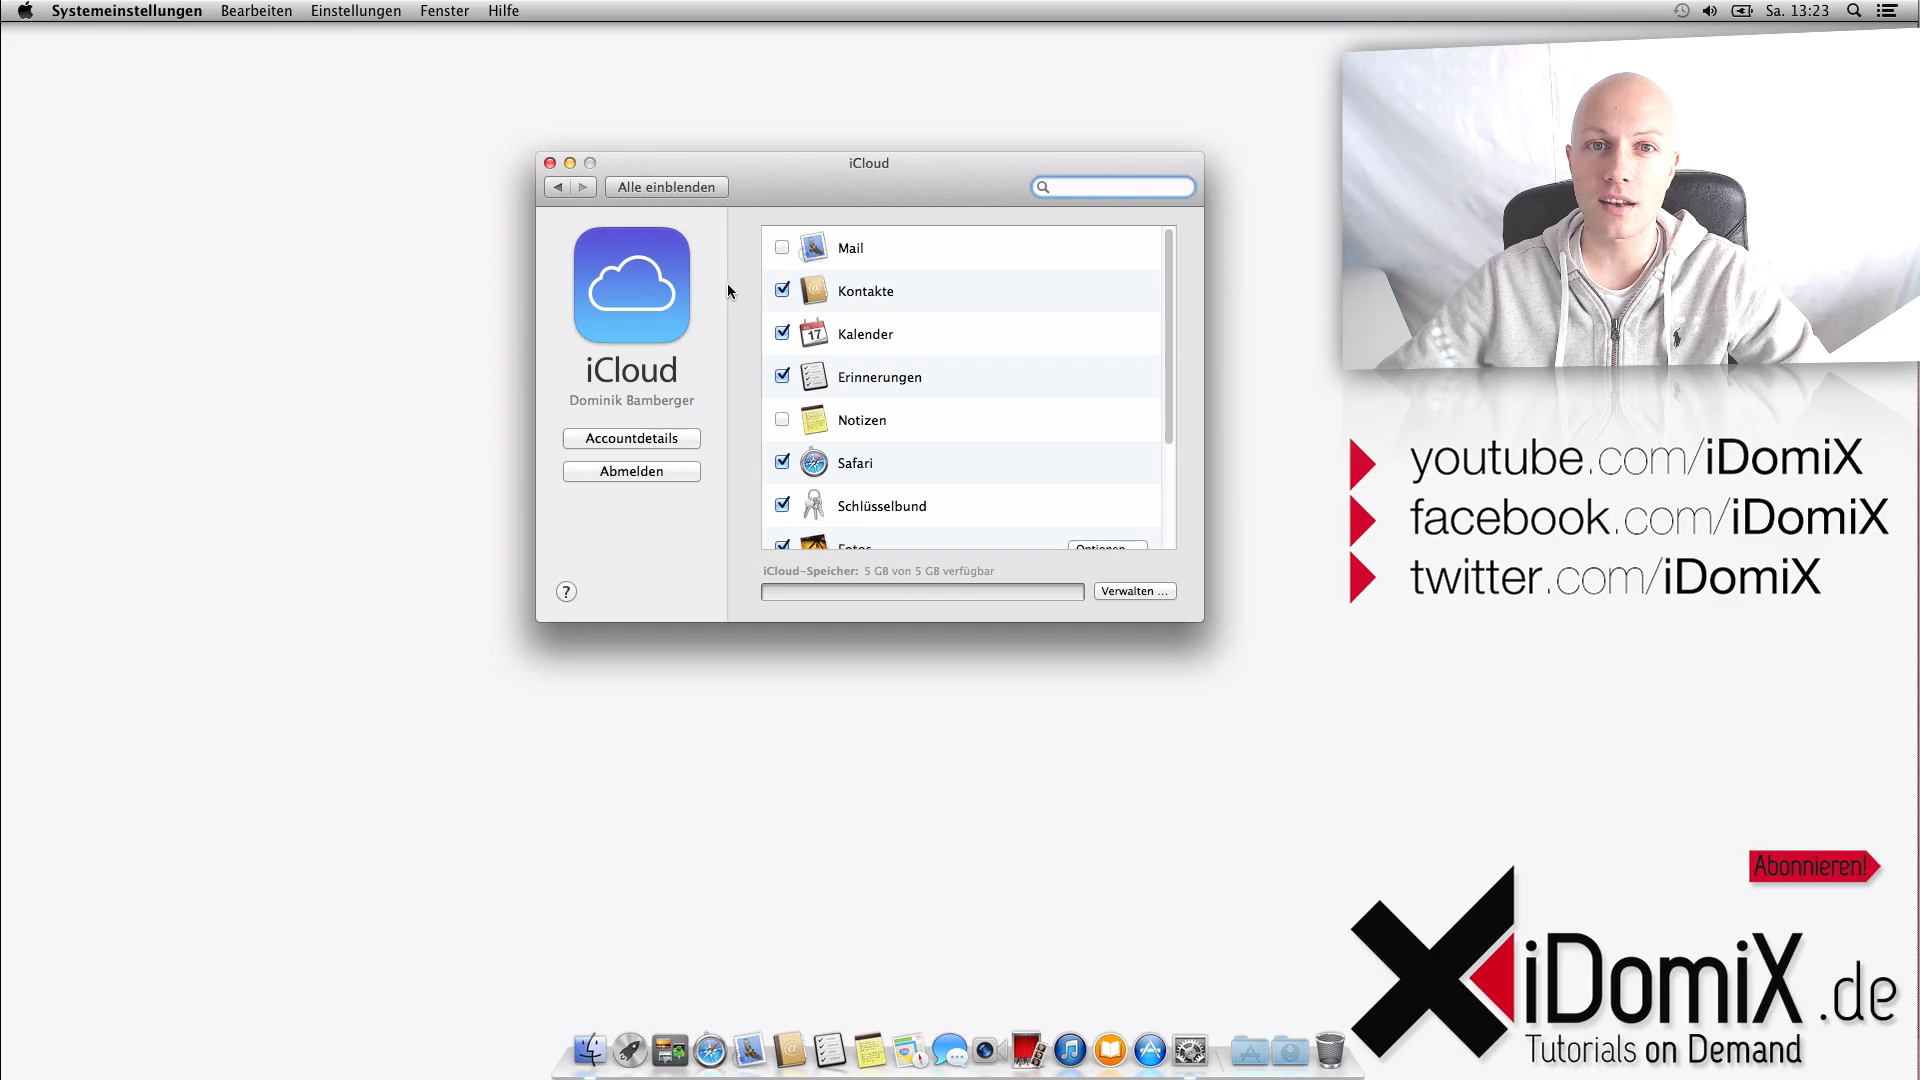 Systemeinstellungen Bearbeiten Einstellungen Fenster Hilfe
Sa. 13:23
iCloud
Alle einblenden
iCloud
Dominik Bamberger
Accountdetails
Abmelden
Mail
Kontakte
17
Kalender
Erinnerungen
Notizen
Safari
Schlüsselbund
Fotos
Optionen ...
iCloud-Speicher: 5 GB von 5 GB verfügbar
Verwalten ...
?
youtube.com/iDomiX
facebook.com/iDomiX
twitter.com/iDomiX
Abonnieren!
iDomiX.de
Tutorials on Demand